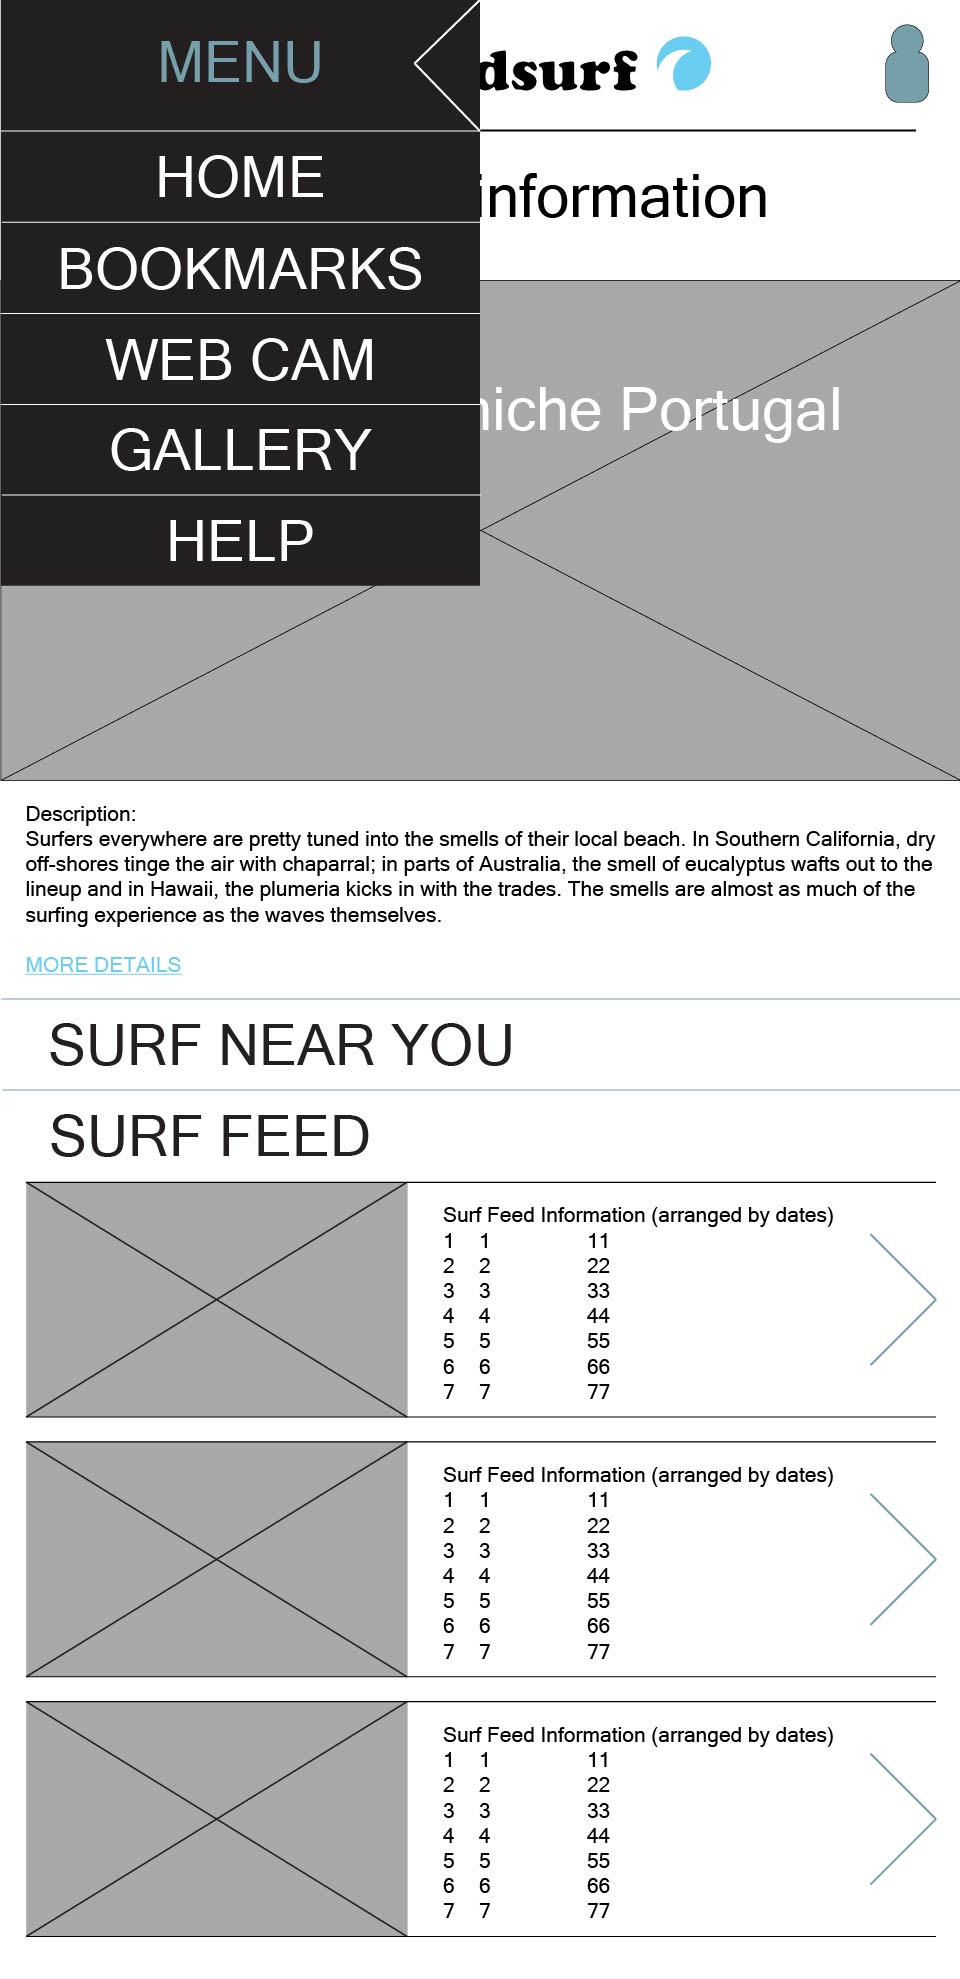 MENU
dsurf
HOME
information
BOOKMARKS
WEB CAM
niche Portugal
GALLERY
HELP
Description:
Surfers everywhere are pretty tuned into the smells of their local beach. In Southern California, dry
off-shores tinge the air with chaparral; in parts of Australia, the smell of eucalyptus wafts out to the
lineup and in Hawaii, the plumeria kicks in with the trades. The smells are almost as much of the
surfing experience as the waves themselves.
MORE DETAILS
SURF NEAR YOU
SURF FEED
Surf Feed Information (arranged by dates)
1 1 11
2 2 22
3 3 33
4 4 44
5 5 55
6 6 66
7 7 77
Surf Feed Information (arranged by dates)
1 1 11
2 2 22
3 3 33
4 4 44
5 5 55
6 6 66
7 7 77
Surf Feed Information (arranged by dates)
1 1 11
2 2 22
3 3 33
4 4 44
5 5 55
6 6 66
7 7 77